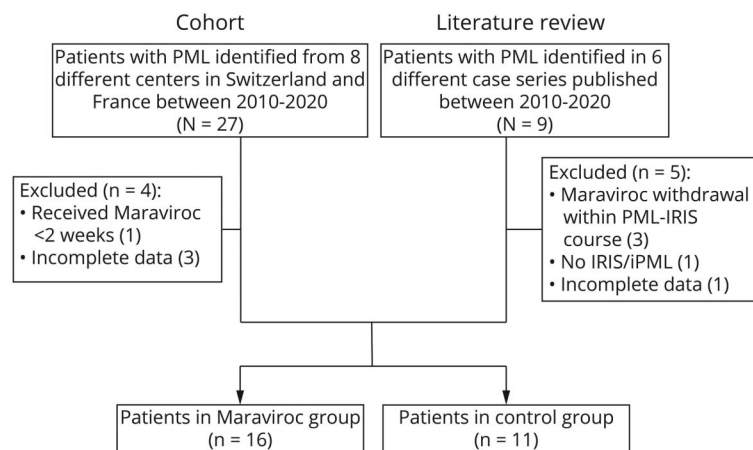 Cohort
Literature review
Patients with PML identified from 8
different centers in Switzerland and
France between 2010-2020
(N = 27)
Patients with PML identified in 6
different case series published
between 2010-2020
(N = 9)
Excluded (n = 4):
• Received Maraviroc
<2 weeks (1)
• Incomplete data (3)
Excluded (n = 5):
• Maraviroc withdrawal
within PML-IRIS
course (3)
• No IRIS/iPML (1)
• Incomplete data (1)
Patients in Maraviroc group
(n = 16)
Patients in control group
(n = 11)